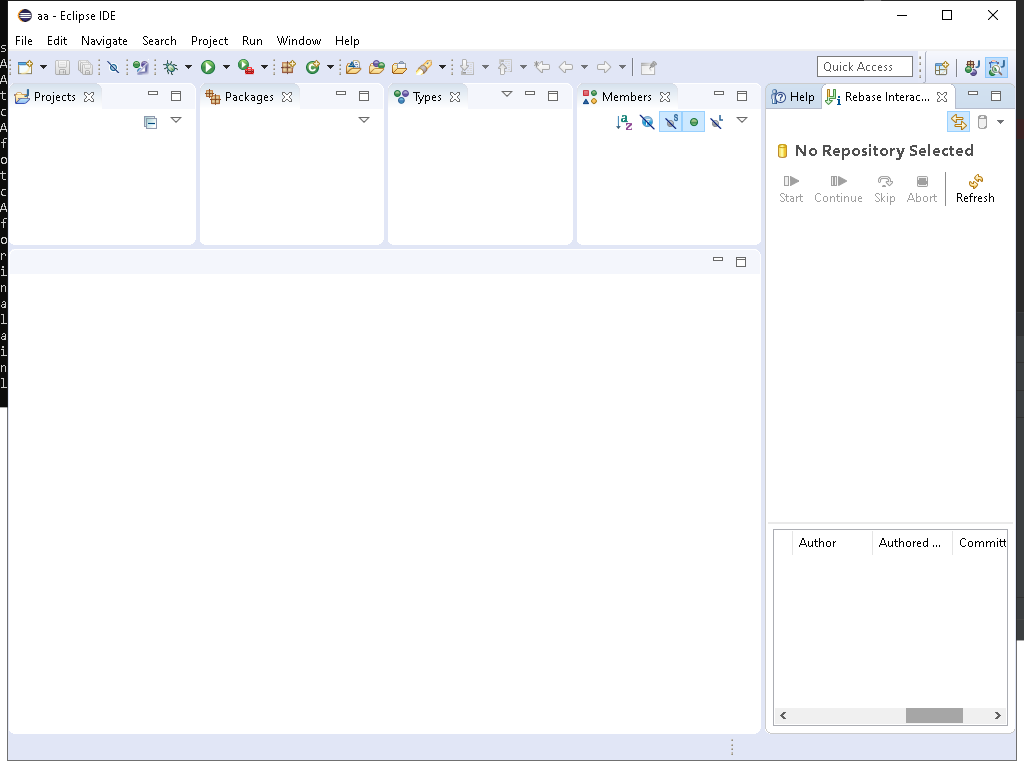 aa - Eclipse IDE
File Edit Navigate Search Project Run Window Help
Quick Access
Projects Packages Types Members Help Rebase Interac...
No Repository Selected
Start Continue Skip Abort Refresh
Author Authored ... Committ